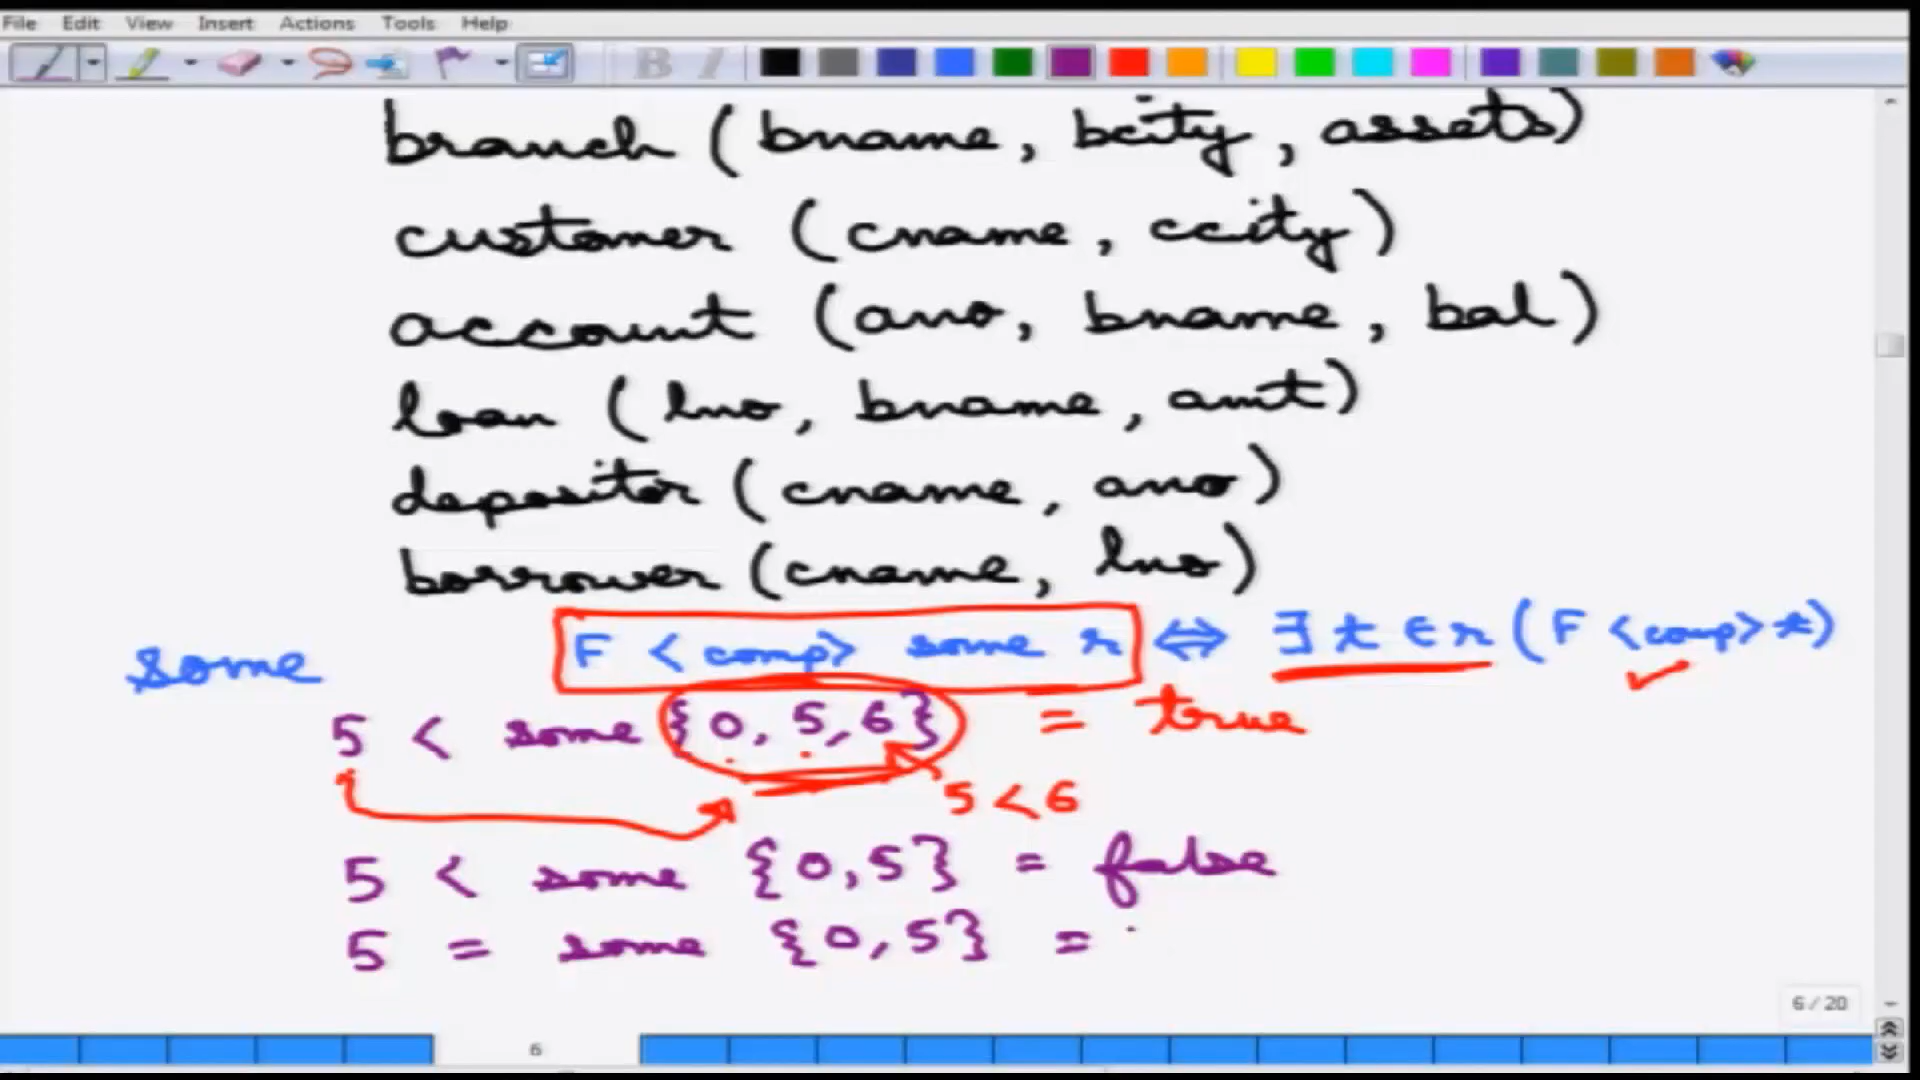 File Edit View Insert Actions Tools Help
B I
branch (bname, bcity, assets)
customer (cname, ccity)
account (ano, bname, bal)
loan (lno, bname, amt)
depositor (cname, ano)
borrower (cname, lno)
some F <comp> some r ⇔ ∃ t ∈ r (F <comp> t)
5 < some {0, 5, 6} = true
5 < 6
5 < some {0, 5} = false
5 = some {0, 5} =
6 / 20
6